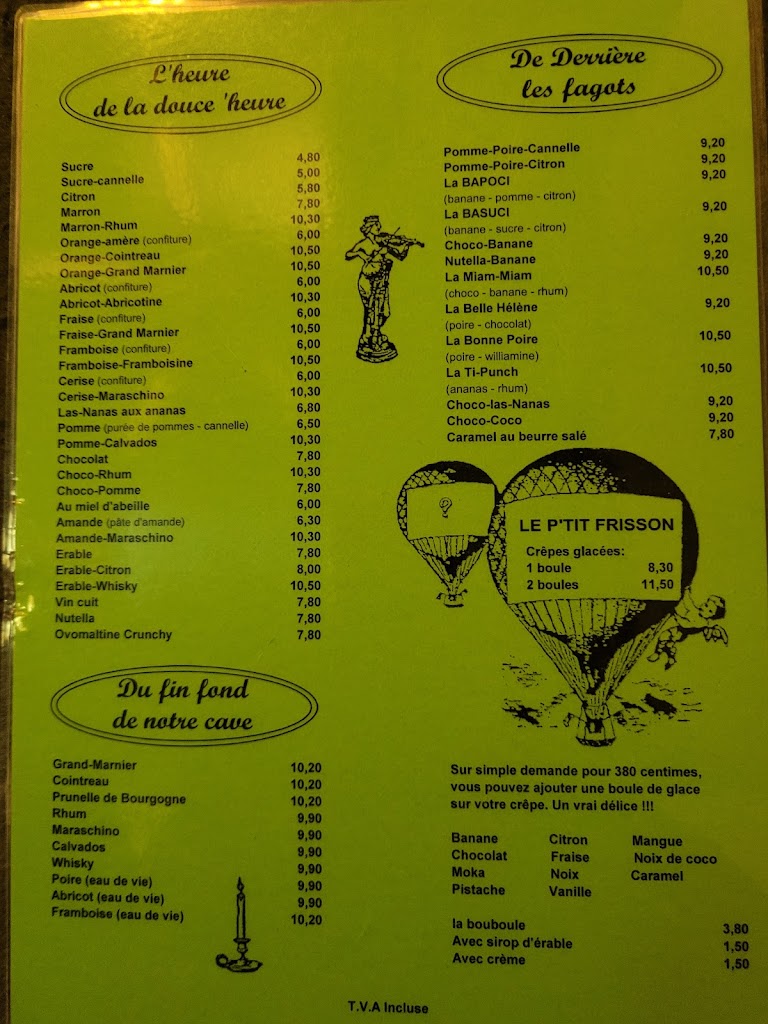 L'heure
de la douce 'heure
Sucre 4,80
Sucre-cannelle 5,00
Citron 5,80
Marron 7,80
Marron-Rhum 10,30
Orange-amère (confiture) 6,00
Orange-Cointreau 10,50
Orange-Grand Marnier 10,50
Abricot (confiture) 6,00
Abricot-Abricotine 10,30
Fraise (confiture) 6,00
Fraise-Grand Marnier 10,50
Framboise (confiture) 6,00
Framboise-Framboisine 10,50
Cerise (confiture) 6,00
Cerise-Maraschino 10,30
Las-Nanas aux ananas 6,80
Pomme (purée de pommes - cannelle) 6,50
Pomme-Calvados 10,30
Chocolat 7,80
Choco-Rhum 10,30
Choco-Pomme 7,80
Au miel d'abeille 6,00
Amande (pâte d'amande) 6,30
Amande-Maraschino 10,30
Erable 7,80
Erable-Citron 8,00
Erable-Whisky 10,50
Vin cuit 7,80
Nutella 7,80
Ovomaltine Crunchy 7,80
Du fin fond
de notre cave
Grand-Marnier 10,20
Cointreau 10,20
Prunelle de Bourgogne 10,20
Rhum 9,90
Maraschino 9,90
Calvados 9,90
Whisky 9,90
Poire (eau de vie) 9,90
Abricot (eau de vie) 9,90
Framboise (eau de vie) 10,20
De Derrière
les fagots
Pomme-Poire-Cannelle 9,20
Pomme-Poire-Citron 9,20
La BAPOCI 9,20
(banane - pomme - citron)
La BASUCI 9,20
(banane - sucre - citron)
Choco-Banane 9,20
Nutella-Banane 9,20
La Miam-Miam 10,50
(choco - banane - rhum)
La Belle Hélène 9,20
(poire - chocolat)
La Bonne Poire 10,50
(poire - williamine)
La Ti-Punch 10,50
(ananas - rhum)
Choco-las-Nanas 9,20
Choco-Coco 9,20
Caramel au beurre salé 7,80
LE P'TIT FRISSON
Crêpes glacées:
1 boule 8,30
2 boules 11,50
Sur simple demande pour 380 centimes,
vous pouvez ajouter une boule de glace
sur votre crêpe. Un vrai délice !!!
Banane Citron Mangue
Chocolat Fraise Noix de coco
Moka Noix Caramel
Pistache Vanille
la bouboule 3,80
Avec sirop d'érable 1,50
Avec crème 1,50
T.V.A Incluse